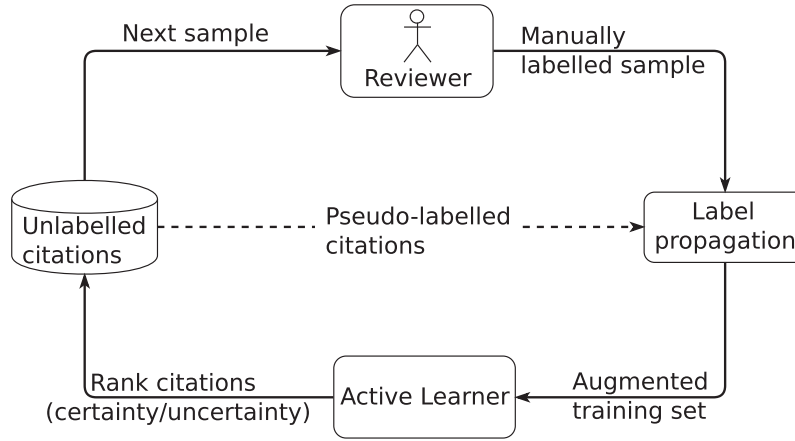 Next sample
Reviewer
Manually
labelled sample
Unlabelled
citations
Pseudo-labelled
citations
Label
propagation
Rank citations
(certainty/uncertainty)
Active Learner
Augmented
training set